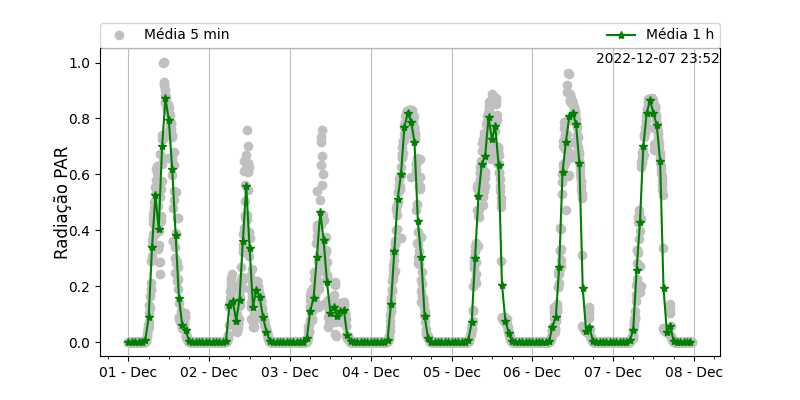 Média 5 min Média 1 h
2022-12-07 23:52
Radiação PAR
1.0
0.8
0.6
0.4
0.2
0.0
01 - Dec 02 - Dec 03 - Dec 04 - Dec 05 - Dec 06 - Dec 07 - Dec 08 - Dec